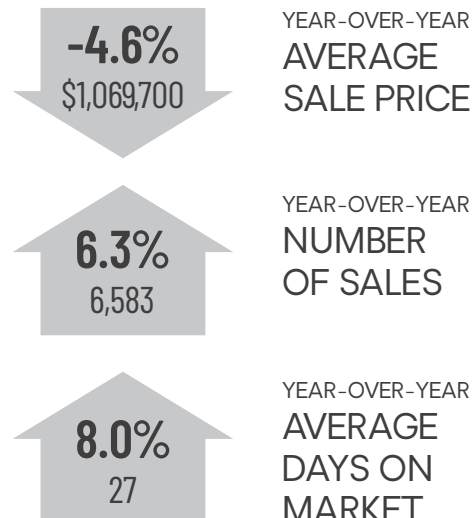 -4.6%
$1,069,700
YEAR-OVER-YEAR
AVERAGE
SALE PRICE
6.3%
6,583
YEAR-OVER-YEAR
NUMBER
OF SALES
8.0%
27
YEAR-OVER-YEAR
AVERAGE
DAYS ON
MARKET